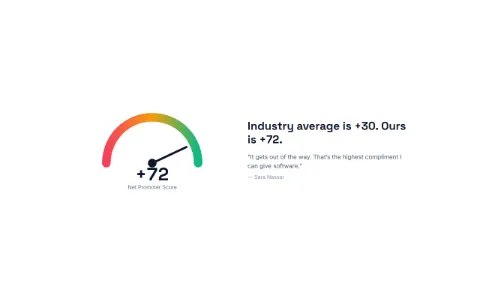 +72
Net Promoter Score
Industry average is +30. Ours
is +72.
"It gets out of the way. That's the highest compliment I
can give software."
— Sara Nassar